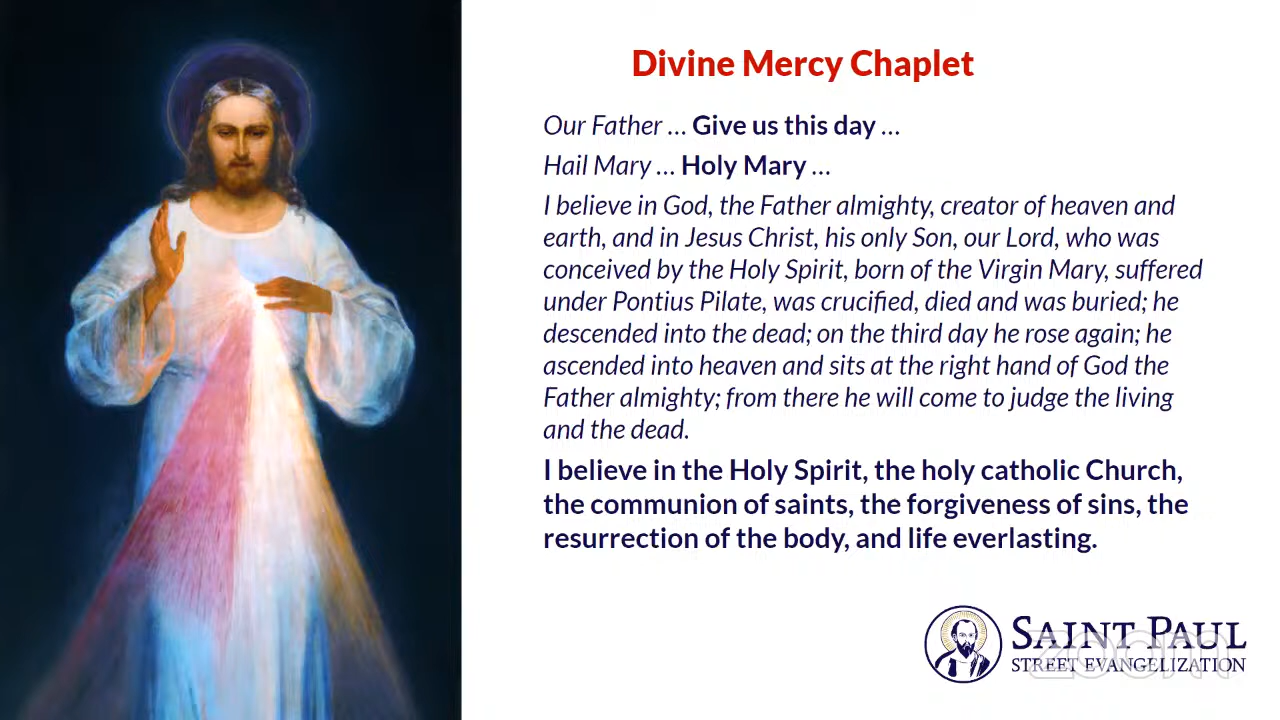 Divine Mercy Chaplet
Our Father ... Give us this day ...
Hail Mary ... Holy Mary ...
I believe in God, the Father almighty, creator of heaven and
earth, and in Jesus Christ, his only Son, our Lord, who was
conceived by the Holy Spirit, born of the Virgin Mary, suffered
under Pontius Pilate, was crucified, died and was buried; he
descended into the dead; on the third day he rose again; he
ascended into heaven and sits at the right hand of God the
Father almighty; from there he will come to judge the living
and the dead.
I believe in the Holy Spirit, the holy catholic Church,
the communion of saints, the forgiveness of sins, the
resurrection of the body, and life everlasting.
SAINT PAUL
STREET EVANGELIZATION
zoom